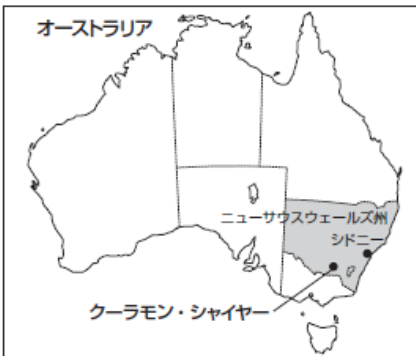 オーストラリア
ニューサウスウェールズ州
シドニー
クーラモン・シャイヤー